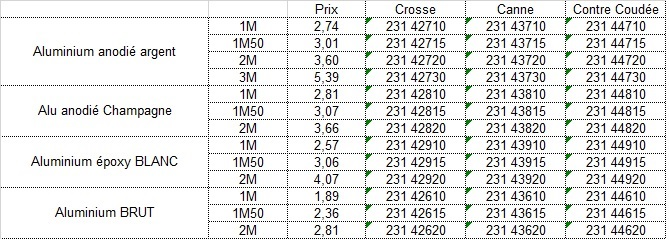 Prix Crosse Canne Contre Coudée
1M 2,74 231 42710 231 43710 231 44710
Aluminium anodié argent 1M50 3,01 231 42715 231 43715 231 44715
2M 3,60 231 42720 231 43720 231 44720
3M 5,39 231 42730 231 43730 231 44730
1M 2,81 231 42810 231 43810 231 44810
Alu anodié Champagne 1M50 3,07 231 42815 231 43815 231 44815
2M 3,66 231 42820 231 43820 231 44820
1M 2,57 231 42910 231 43910 231 44910
Aluminium époxy BLANC 1M50 3,06 231 42915 231 43915 231 44915
2M 4,07 231 42920 231 43920 231 44920
1M 1,89 231 42610 231 43610 231 44610
Aluminium BRUT 1M50 2,36 231 42615 231 43615 231 44615
2M 2,81 231 42620 231 43620 231 44620